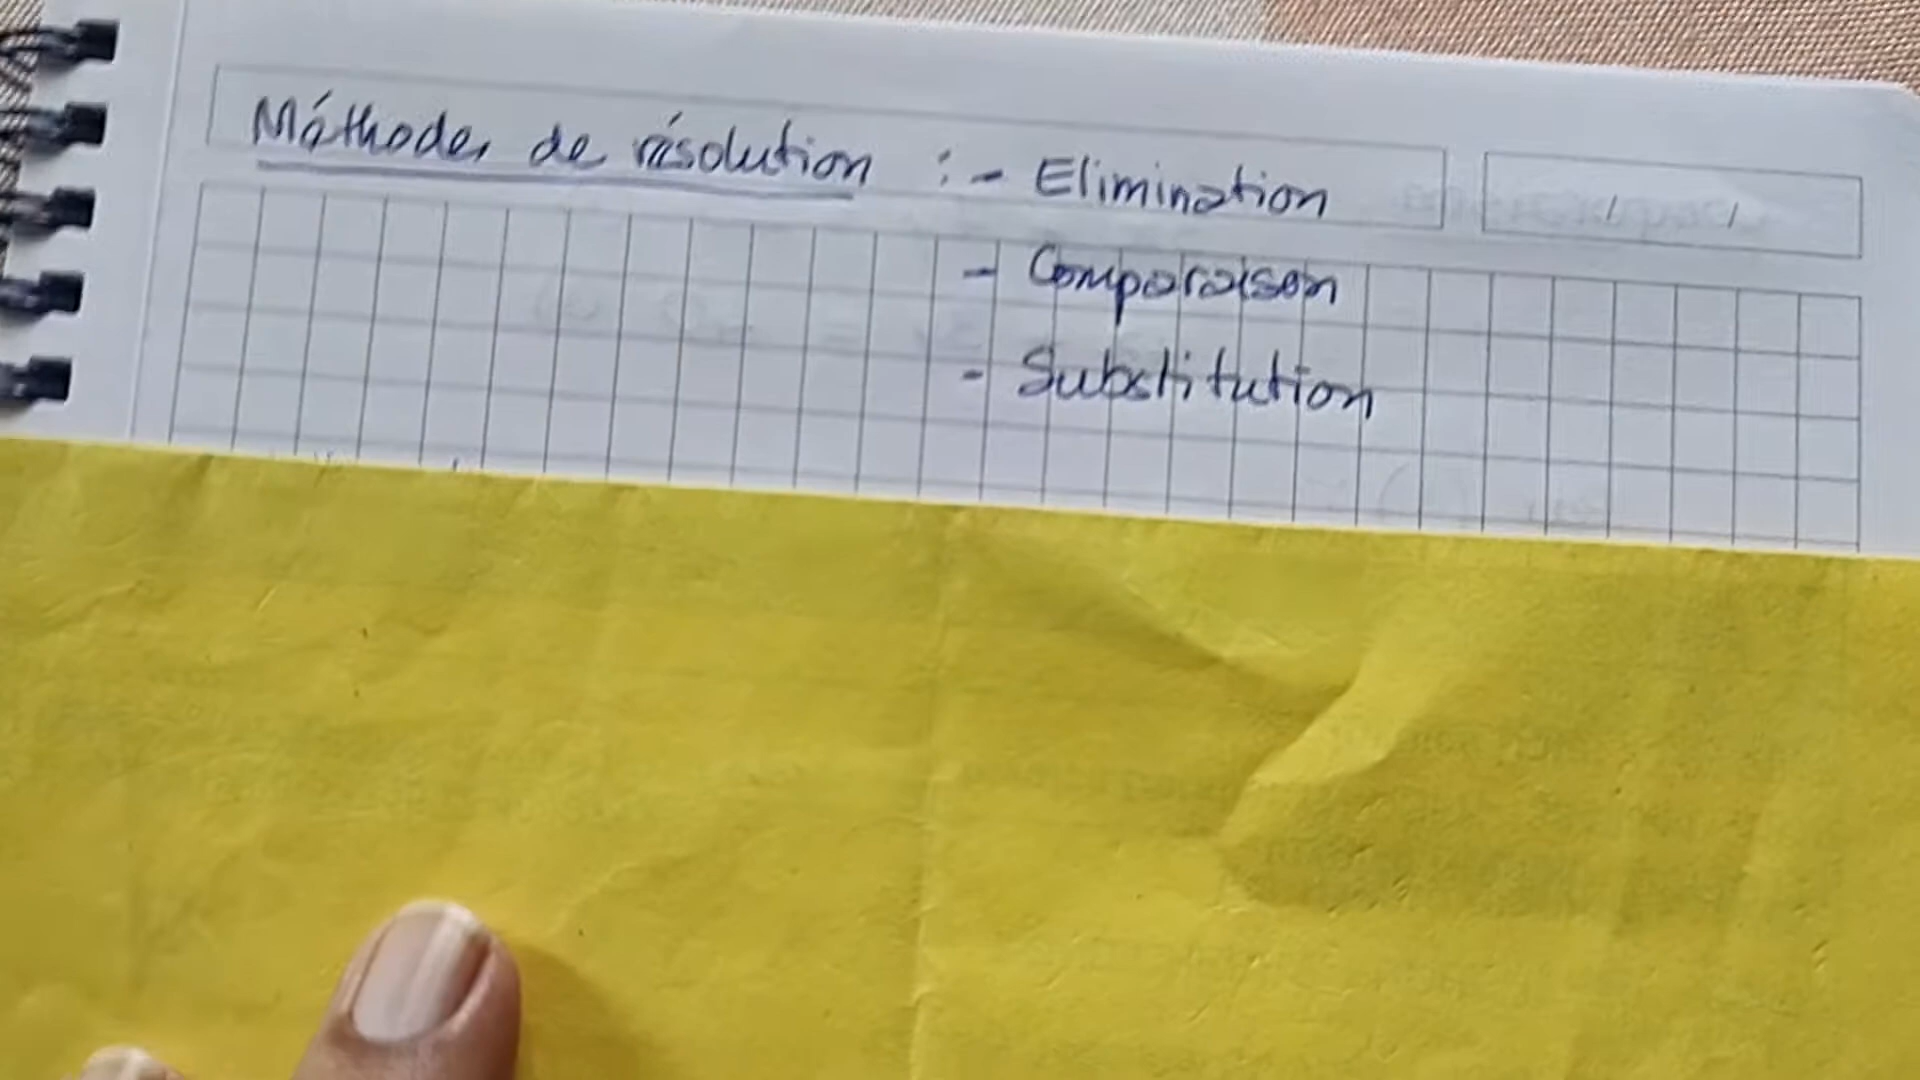 Méthodes de résolution : - Elimination
- Comparaison
- Substitution